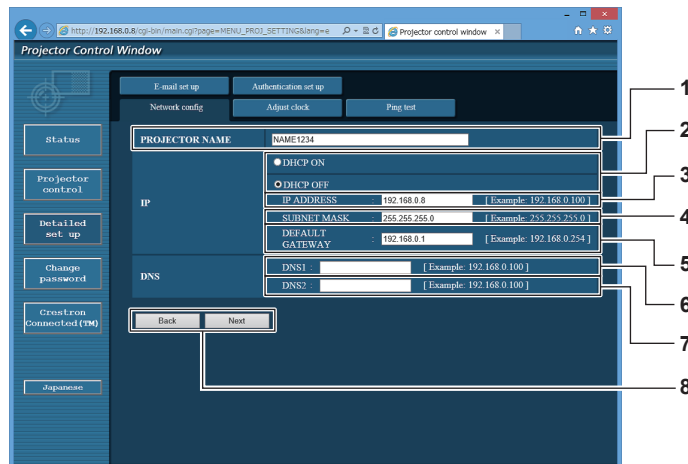 http://192.168.0.8/cgi-bin/main.cgi?page=MENU_PROJ_SETTING&lang=e
Projector control window
Projector Control Window
E-mail set up
Authentication set up
Network config
Adjust clock
Ping test
Status
Projector control
Detailed set up
Change password
Crestron Connected(TM)
Japanese
PROJECTOR NAME NAME1234
IP
DHCP ON
DHCP OFF
IP ADDRESS : 192.168.0.8 [ Example: 192.168.0.100 ]
SUBNET MASK : 255.255.255.0 [ Example: 255.255.255.0 ]
DEFAULT GATEWAY : 192.168.0.1 [ Example: 192.168.0.254 ]
DNS
DNS1 : [ Example: 192.168.0.100 ]
DNS2 : [ Example: 192.168.0.100 ]
Back
Next
1
2
3
4
5
6
7
8